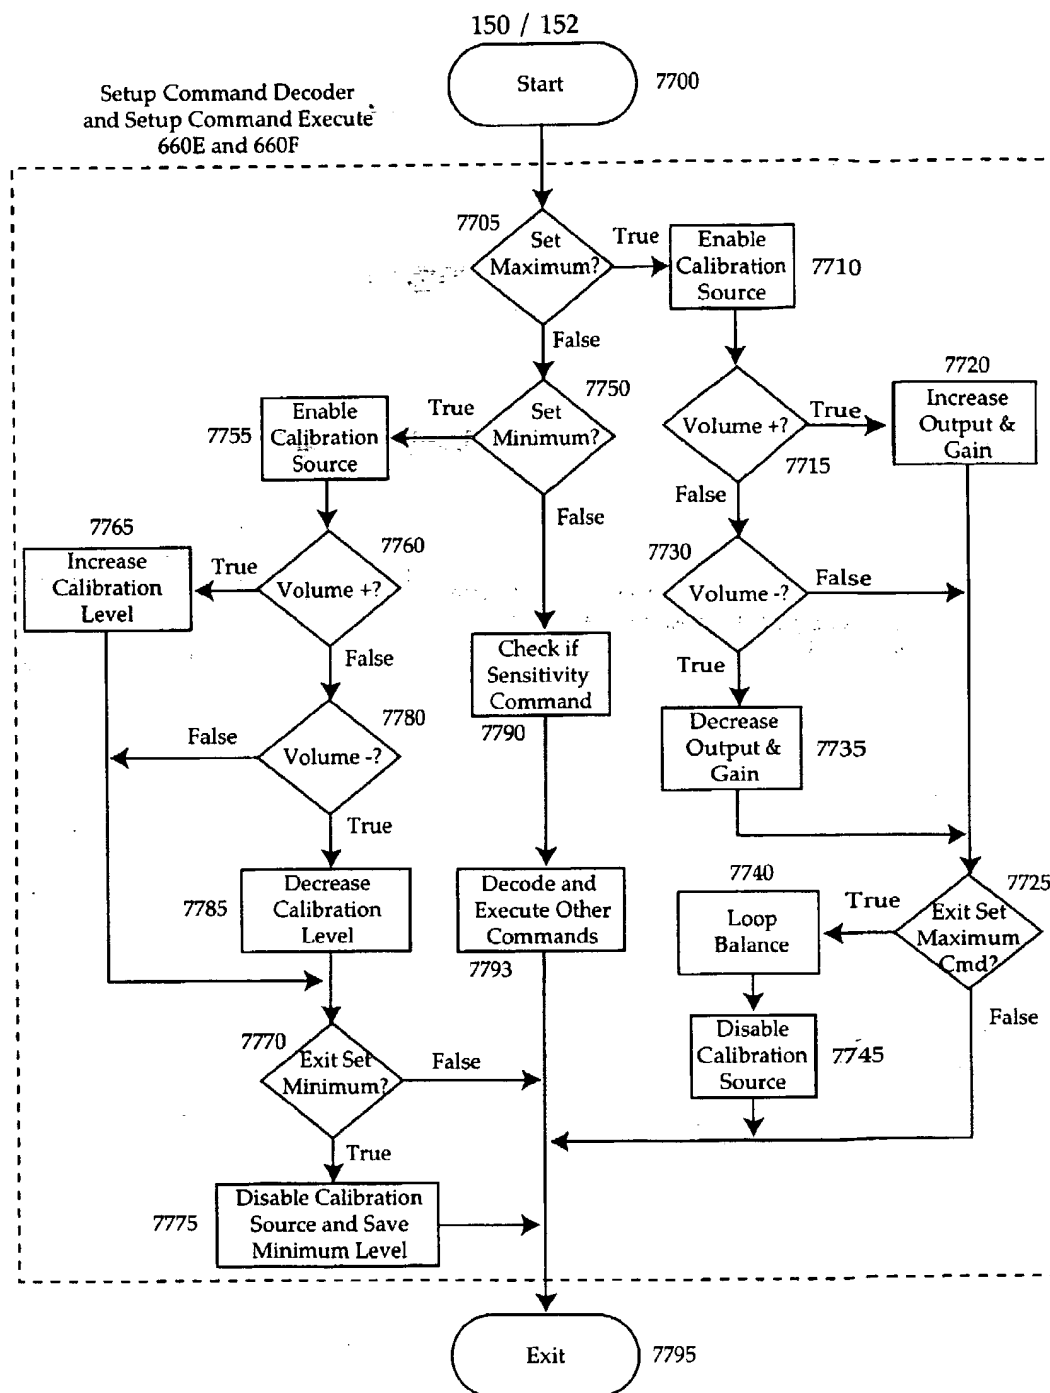 150 / 152
Start
7700
Setup Command Decoder
and Setup Command Execute
660E and 660F
7705
Set
Maximum?
True
Enable
Calibration
Source
7710
False
7750
Set
Minimum?
True
Enable
Calibration
Source
7755
7720
Increase
Output &
Gain
Volume +?
True
7715
False
False
7765
Increase
Calibration
Level
True
7760
Volume +?
7730
Volume -?
False
False
True
Check if
Sensitivity
Command
7790
7780
False
Volume -?
Decrease
Output &
Gain
7735
True
7785
Decrease
Calibration
Level
Decode and
Execute Other
Commands
7793
7740
Loop
Balance
True
7725
Exit Set
Maximum
Cmd?
False
7770
Exit Set
Minimum?
False
Disable
Calibration
Source
7745
True
7775
Disable Calibration
Source and Save
Minimum Level
Exit
7795